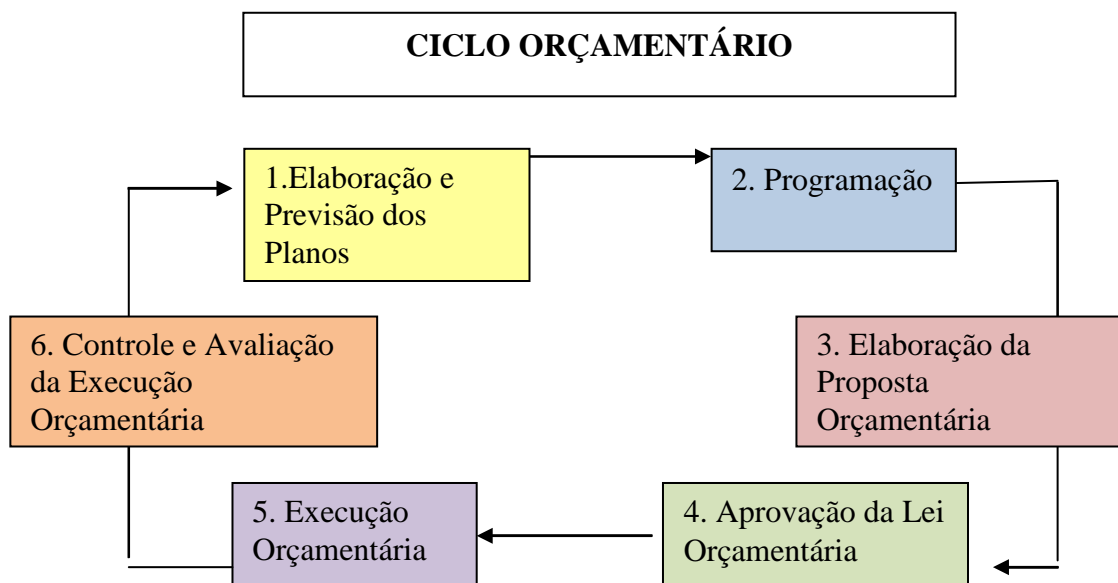 CICLO ORÇAMENTÁRIO
1.Elaboração e
Previsão dos
Planos
2. Programação
3. Elaboração da
Proposta
Orçamentária
4. Aprovação da Lei
Orçamentária
5. Execução
Orçamentária
6. Controle e Avaliação
da Execução
Orçamentária